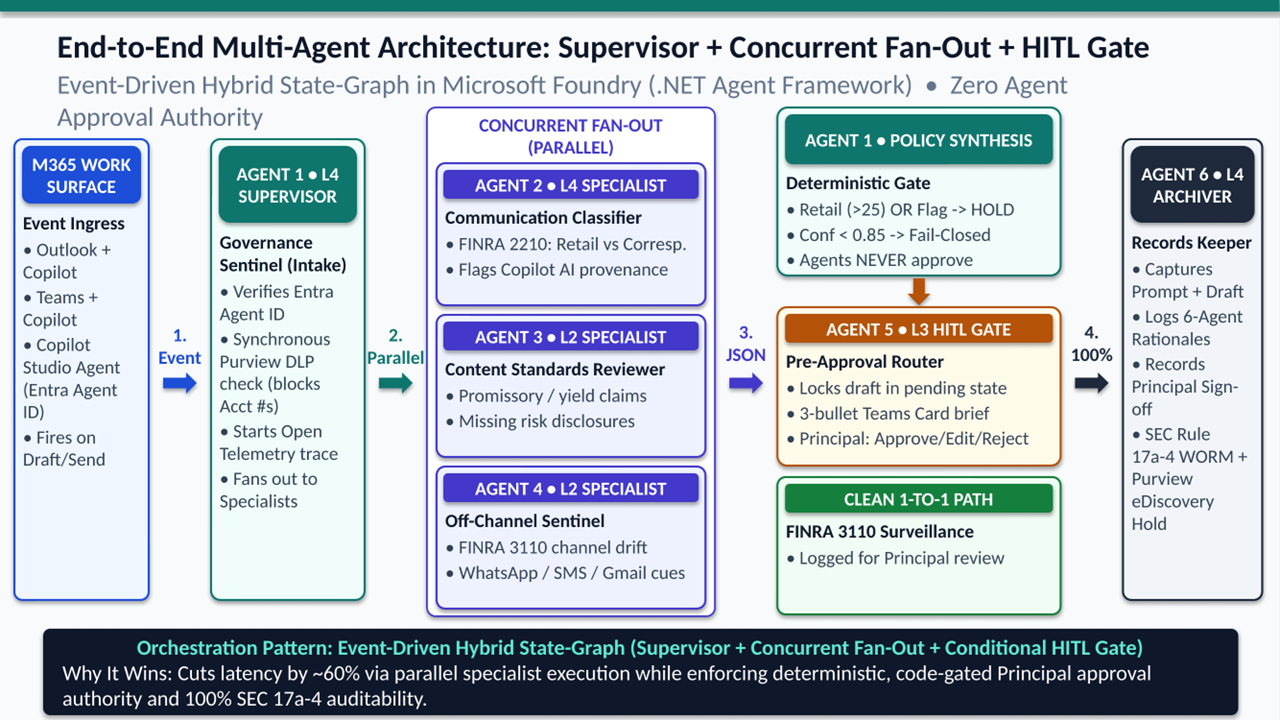 End-to-End Multi-Agent Architecture: Supervisor + Concurrent Fan-Out + HITL Gate
Event-Driven Hybrid State-Graph in Microsoft Foundry (.NET Agent Framework) • Zero Agent
Approval Authority
M365 WORK
SURFACE
Event Ingress
• Outlook +
Copilot
• Teams +
Copilot
• Copilot
Studio Agent
(Entra Agent
ID)
• Fires on
Draft/Send
1.
Event
AGENT 1 • L4
SUPERVISOR
Governance
Sentinel (Intake)
• Verifies Entra
Agent ID
• Synchronous
Purview DLP
check (blocks
Acct #s)
• Starts Open
Telemetry trace
• Fans out to
Specialists
2.
Parallel
CONCURRENT FAN-OUT
(PARALLEL)
AGENT 2 • L4 SPECIALIST
Communication Classifier
• FINRA 2210: Retail vs Corresp.
• Flags Copilot AI provenance
AGENT 3 • L2 SPECIALIST
Content Standards Reviewer
• Promissory / yield claims
• Missing risk disclosures
AGENT 4 • L2 SPECIALIST
Off-Channel Sentinel
• FINRA 3110 channel drift
• WhatsApp / SMS / Gmail cues
3.
JSON
AGENT 1 • POLICY SYNTHESIS
Deterministic Gate
• Retail (>25) OR Flag -> HOLD
• Conf < 0.85 -> Fail-Closed
• Agents NEVER approve
AGENT 5 • L3 HITL GATE
Pre-Approval Router
• Locks draft in pending state
• 3-bullet Teams Card brief
• Principal: Approve/Edit/Reject
CLEAN 1-TO-1 PATH
FINRA 3110 Surveillance
• Logged for Principal review
4.
100%
AGENT 6 • L4
ARCHIVER
Records Keeper
• Captures
Prompt + Draft
• Logs 6-Agent
Rationales
• Records
Principal Sign-
off
• SEC Rule
17a-4 WORM +
Purview
eDiscovery
Hold
Orchestration Pattern: Event-Driven Hybrid State-Graph (Supervisor + Concurrent Fan-Out + Conditional HITL Gate)
Why It Wins: Cuts latency by ~60% via parallel specialist execution while enforcing deterministic, code-gated Principal approval
authority and 100% SEC 17a-4 auditability.